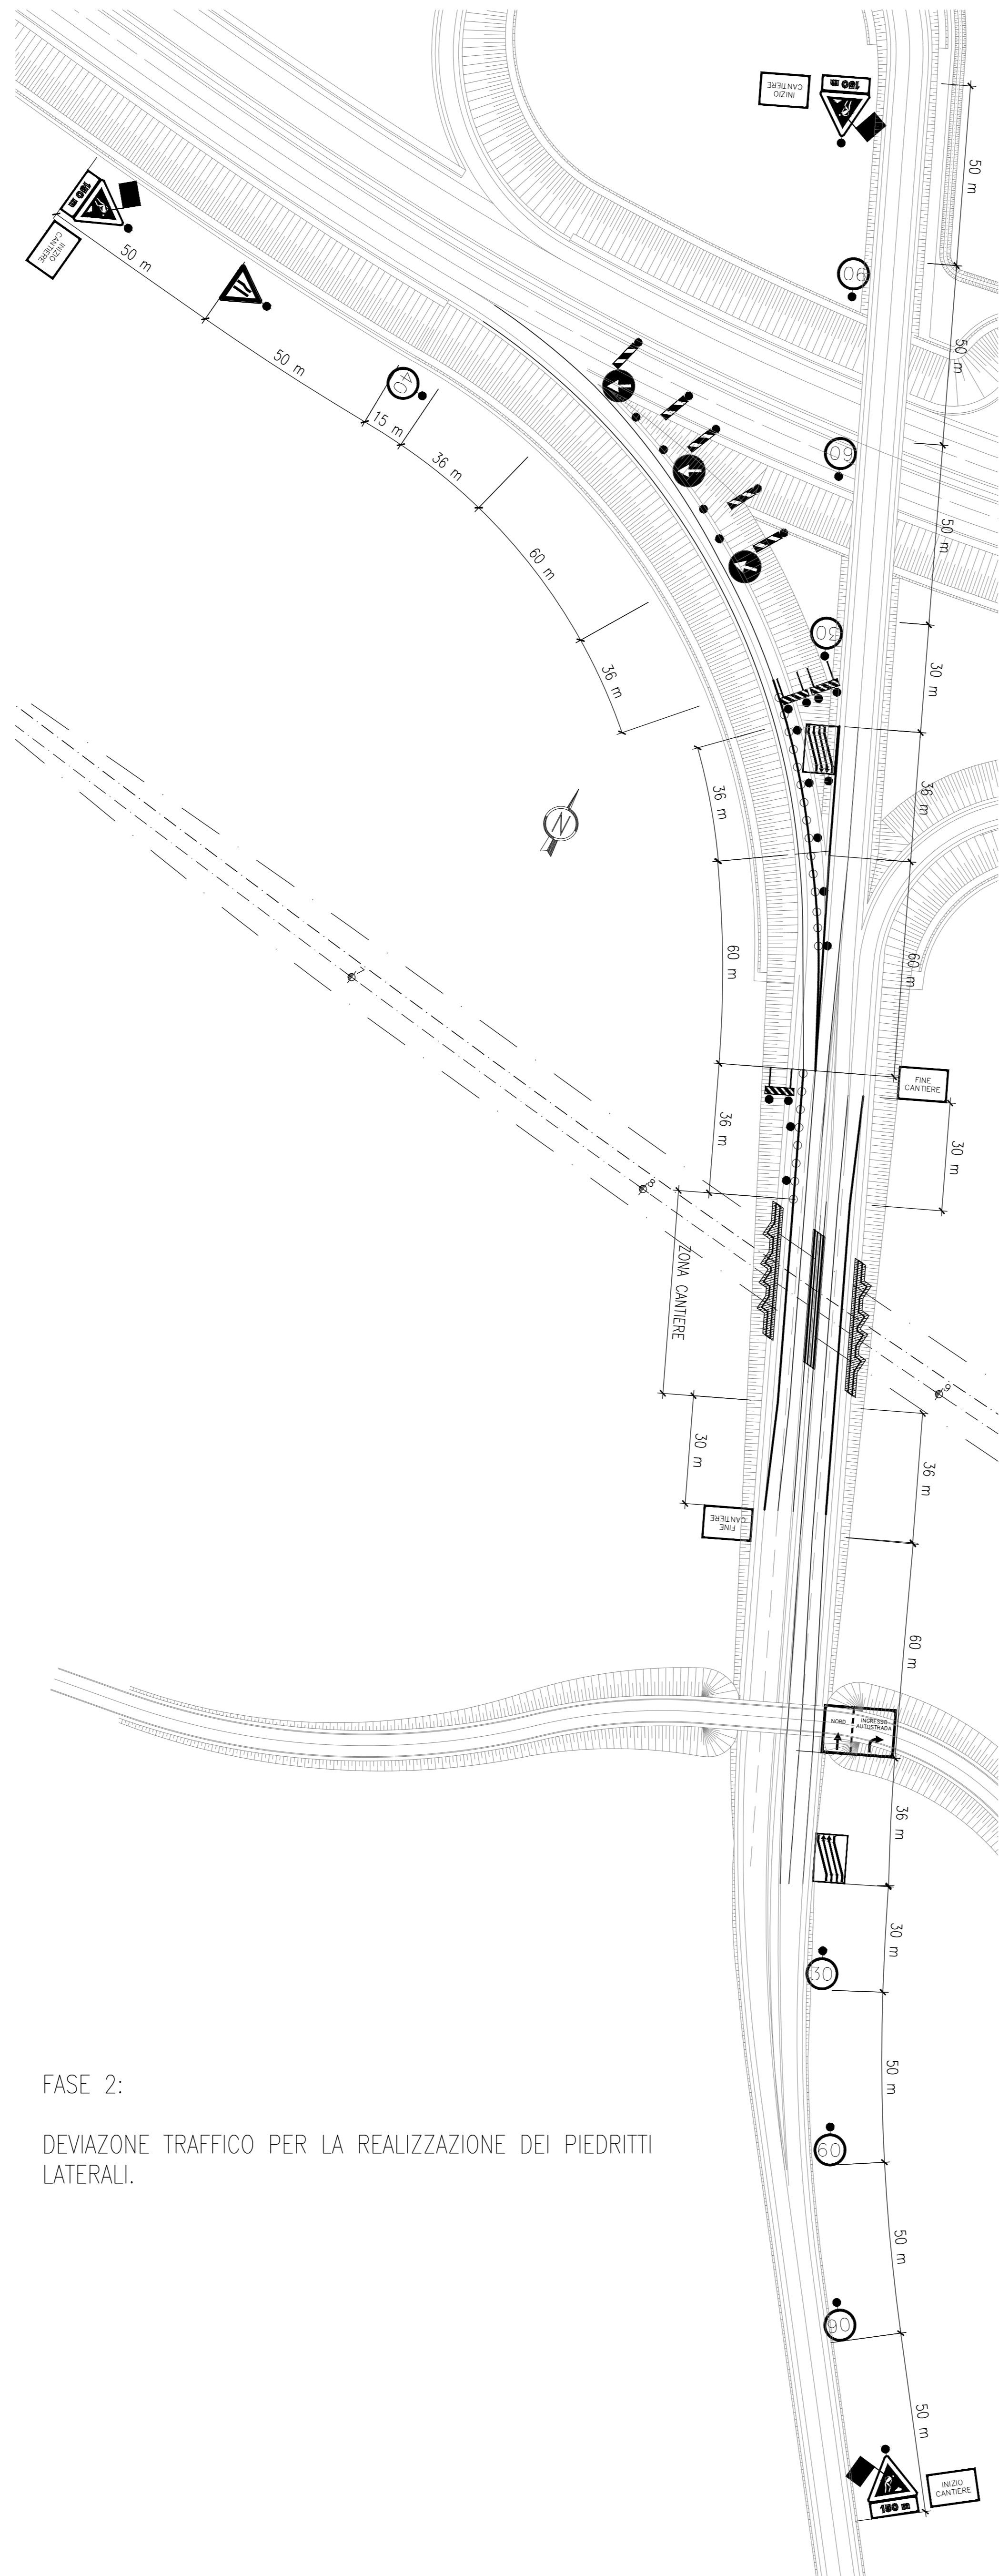 INIZIO
CANTIERE
150 m
50 m
90
50 m
60
50 m
30
30 m
36 m
60 m
FINE
CANTIERE
30 m
150 m
INIZIO
CANTIERE
50 m
50 m
40
15 m
36 m
60 m
36 m
36 m
60 m
36 m
N
7
8
9
ZONA CANTIERE
30 m
FINE
CANTIERE
36 m
60 m
NORD
INGRESSO
AUTOSTRADA
36 m
30 m
30
50 m
60
50 m
90
50 m
150 m
INIZIO
CANTIERE
FASE 2:
DEVIAZONE TRAFFICO PER LA REALIZZAZIONE DEI PIEDRITTI
LATERALI.